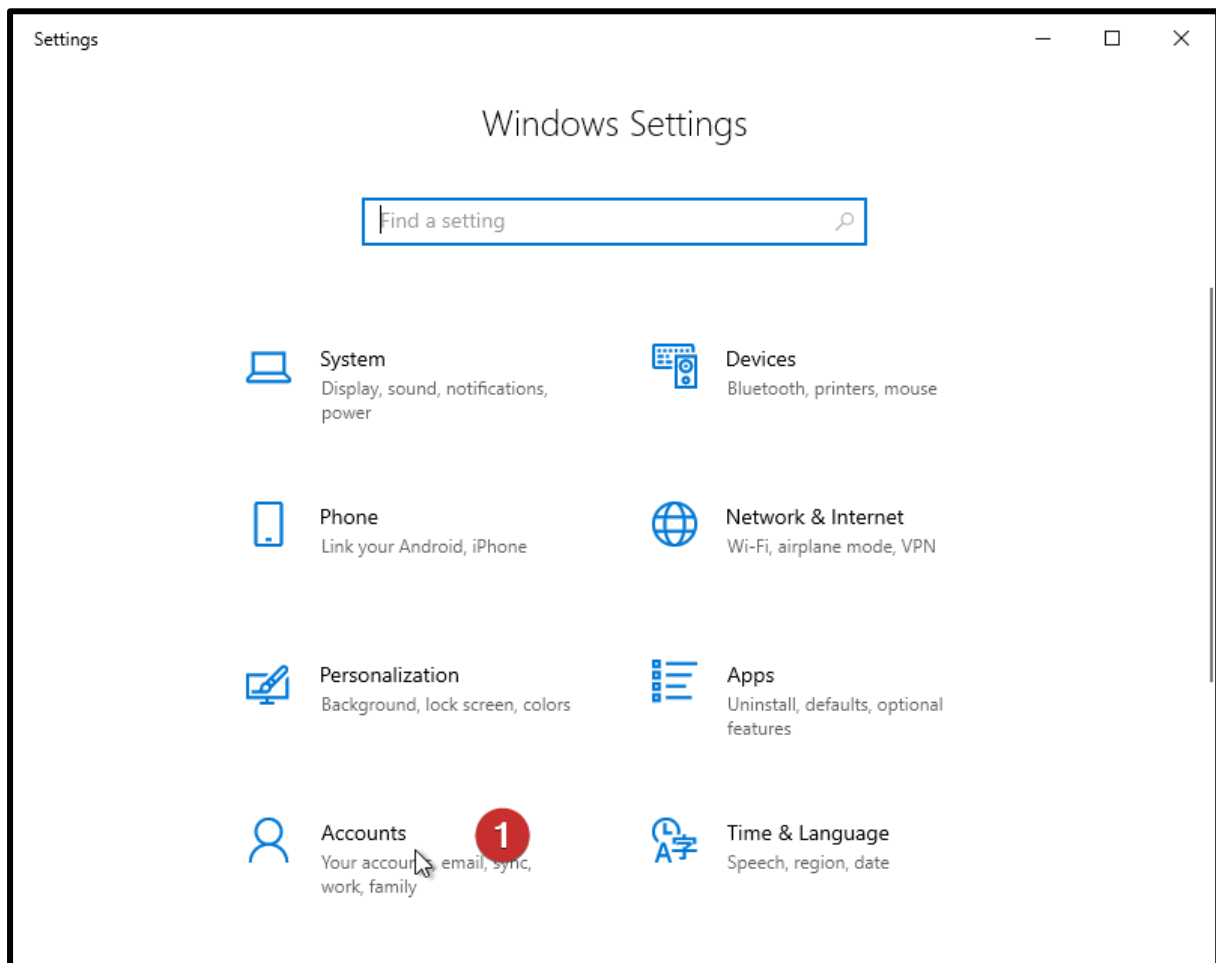 Settings
Windows Settings
Find a setting
System
Display, sound, notifications,
power
Devices
Bluetooth, printers, mouse
Phone
Link your Android, iPhone
Network & Internet
Wi-Fi, airplane mode, VPN
Personalization
Background, lock screen, colors
Apps
Uninstall, defaults, optional
features
Accounts
1
Your accounts, email, sync,
work, family
Time & Language
Speech, region, date